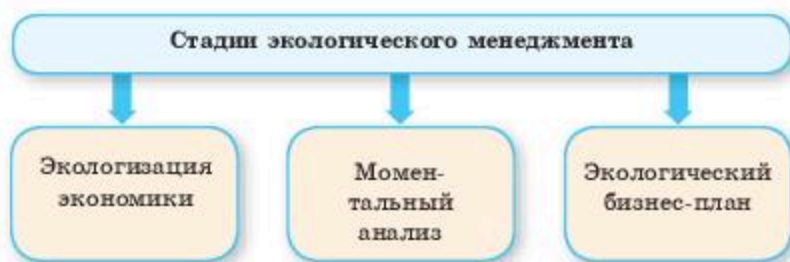 Стадии экологического менеджмента
Экологизация
экономики
Момен-
тальный
анализ
Экологический
бизнес-план